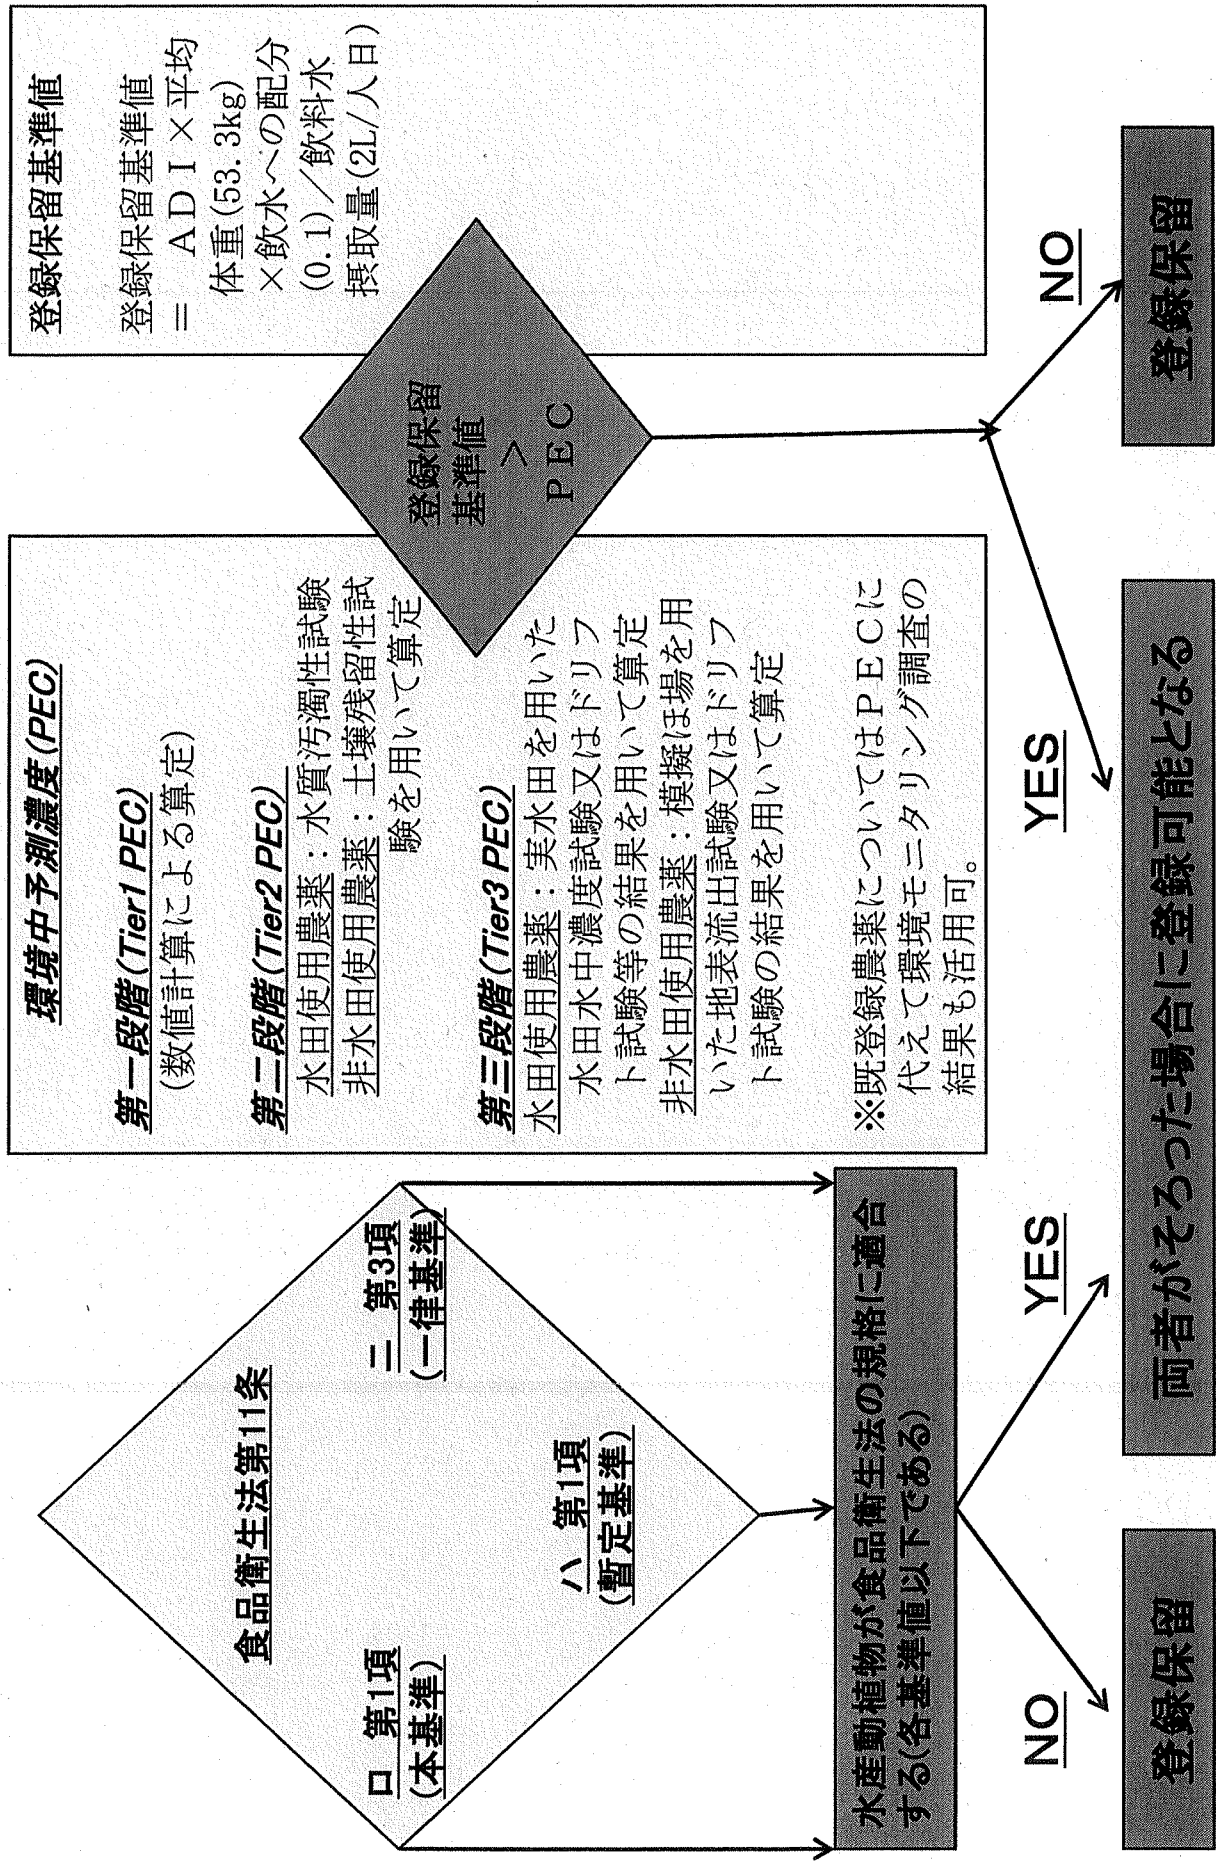 食品衛生法第11条
ロ 第1項
(本基準)
ニ 第3項
(一律基準)
ハ 第1項
(暫定基準)
水産動植物が食品衛生法の規格に適合
する(各基準値以下である)
NO
YES
登録保留
環境中予測濃度(PEC)
第一段階(Tier1 PEC)
(数値計算による算定)
第二段階(Tier2 PEC)
水田使用農薬：水質汚濁性試験
非水田使用農薬：土壌残留性試
験を用いて算定
第三段階(Tier3 PEC)
水田使用農薬：実水田を用いた
水田水中濃度試験又はドリフ
ト試験等の結果を用いて算定
非水田使用農薬：模擬ほ場を用
いた地表流出試験又はドリフ
ト試験の結果を用いて算定
※既登録農薬についてはＰＥＣに
代えて環境モニタリング調査の
結果も活用可。
登録保留基準値
登録保留基準値
＝ ＡＤＩ×平均
体重(53.3kg)
×飲水への配分
(0.1)／飲料水
摂取量(2L/人日)
登録保留
基準値
＞
ＰＥＣ
YES
NO
両者がそろった場合に登録可能となる
登録保留